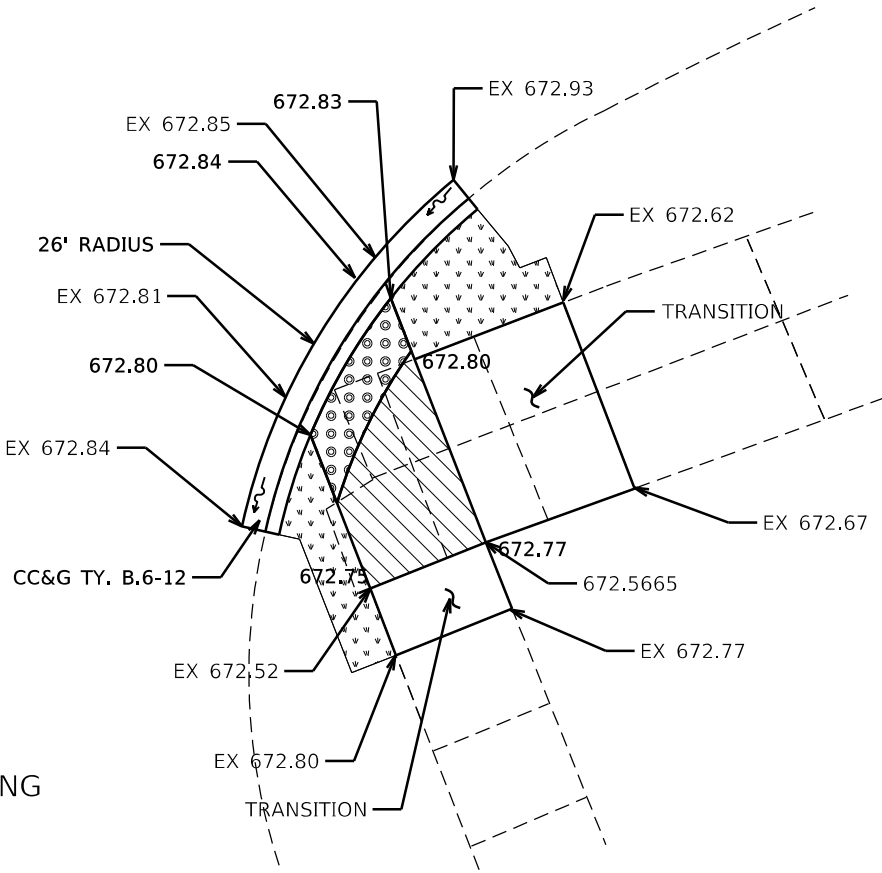 EX 672.93
672.83
EX 672.85
672.84
EX 672.62
26' RADIUS
EX 672.81
TRANSITION
672.80
672.80
EX 672.84
EX 672.67
672.77
CC&G TY. B.6-12
672.75
672.5665
EX 672.77
EX 672.52
EX 672.80
NG
TRANSITION